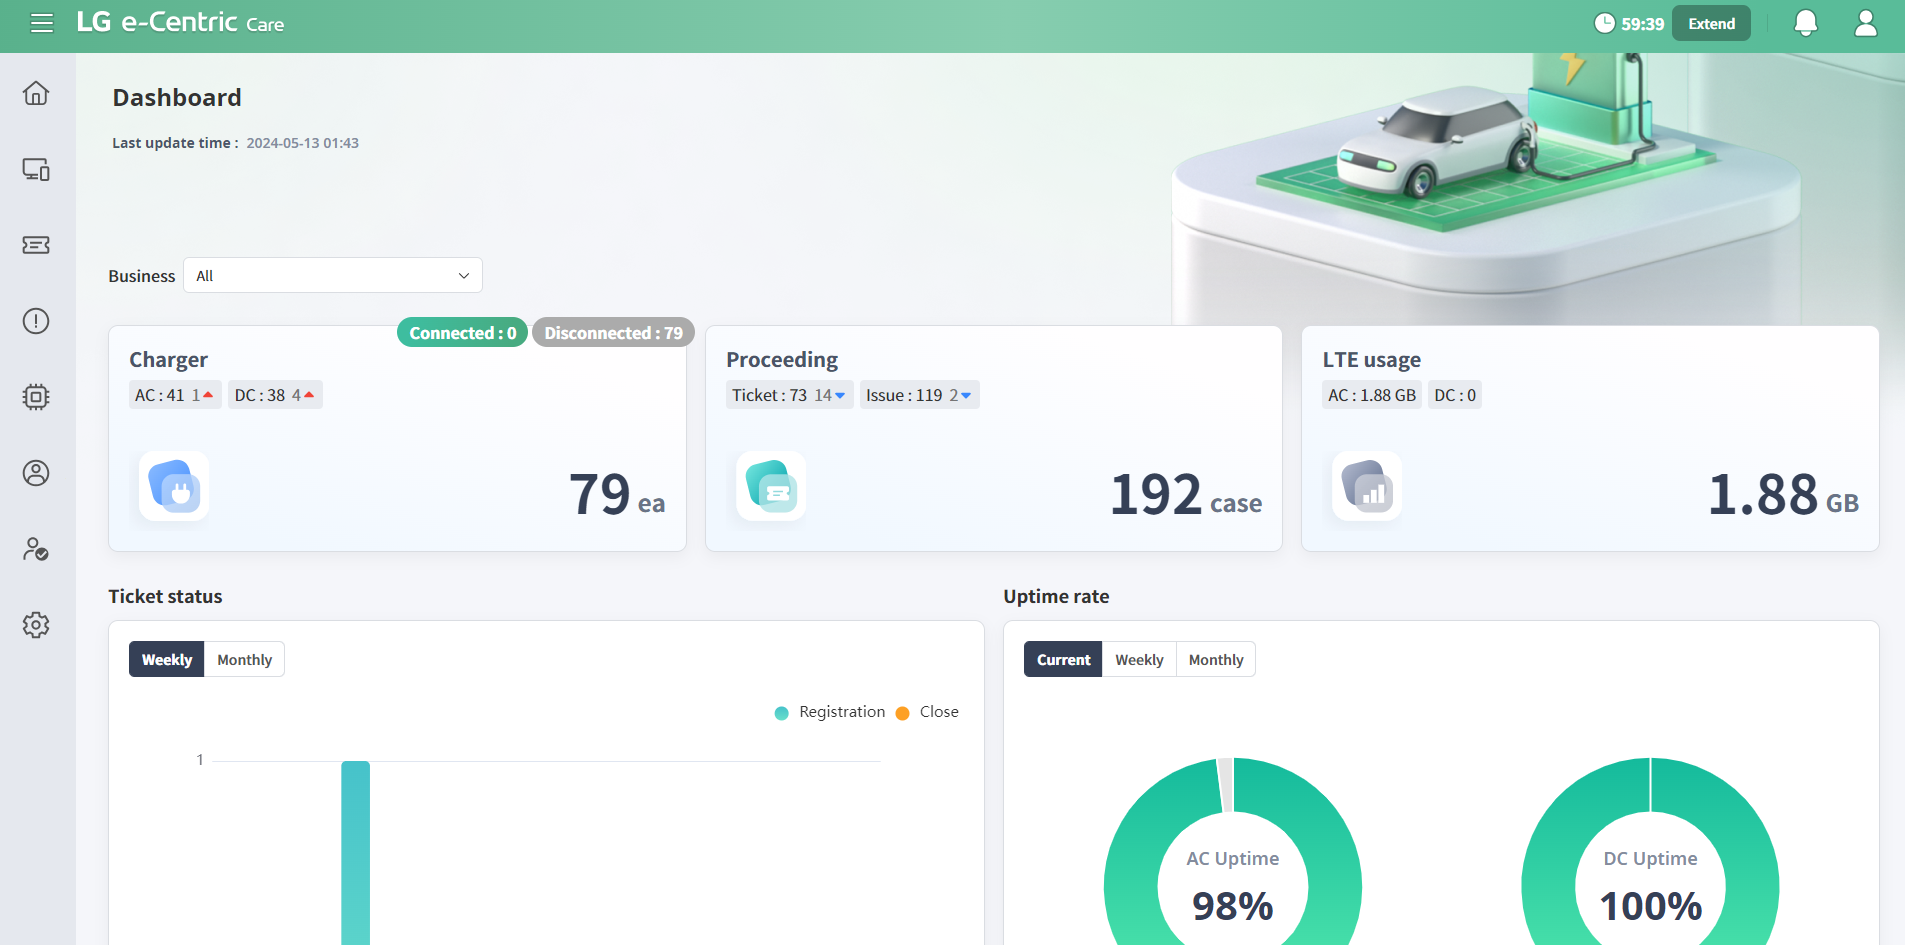 LG e-Centric Care
59:39
Extend
Dashboard
Last update time : 2024-05-13 01:43
Business
All
Connected : 0
Disconnected : 79
Charger
AC : 41 1
DC : 38 4
79 ea
Proceeding
Ticket : 73 14
Issue : 119 2
192 case
LTE usage
AC : 1.88 GB
DC : 0
1.88 GB
Ticket status
Weekly
Monthly
Registration
Close
1
Uptime rate
Current
Weekly
Monthly
AC Uptime
98%
DC Uptime
100%